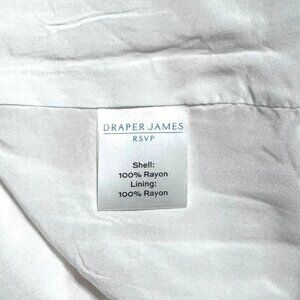 DRAPER JAMES
RSVP
Shell:
100% Rayon
Lining:
100% Rayon